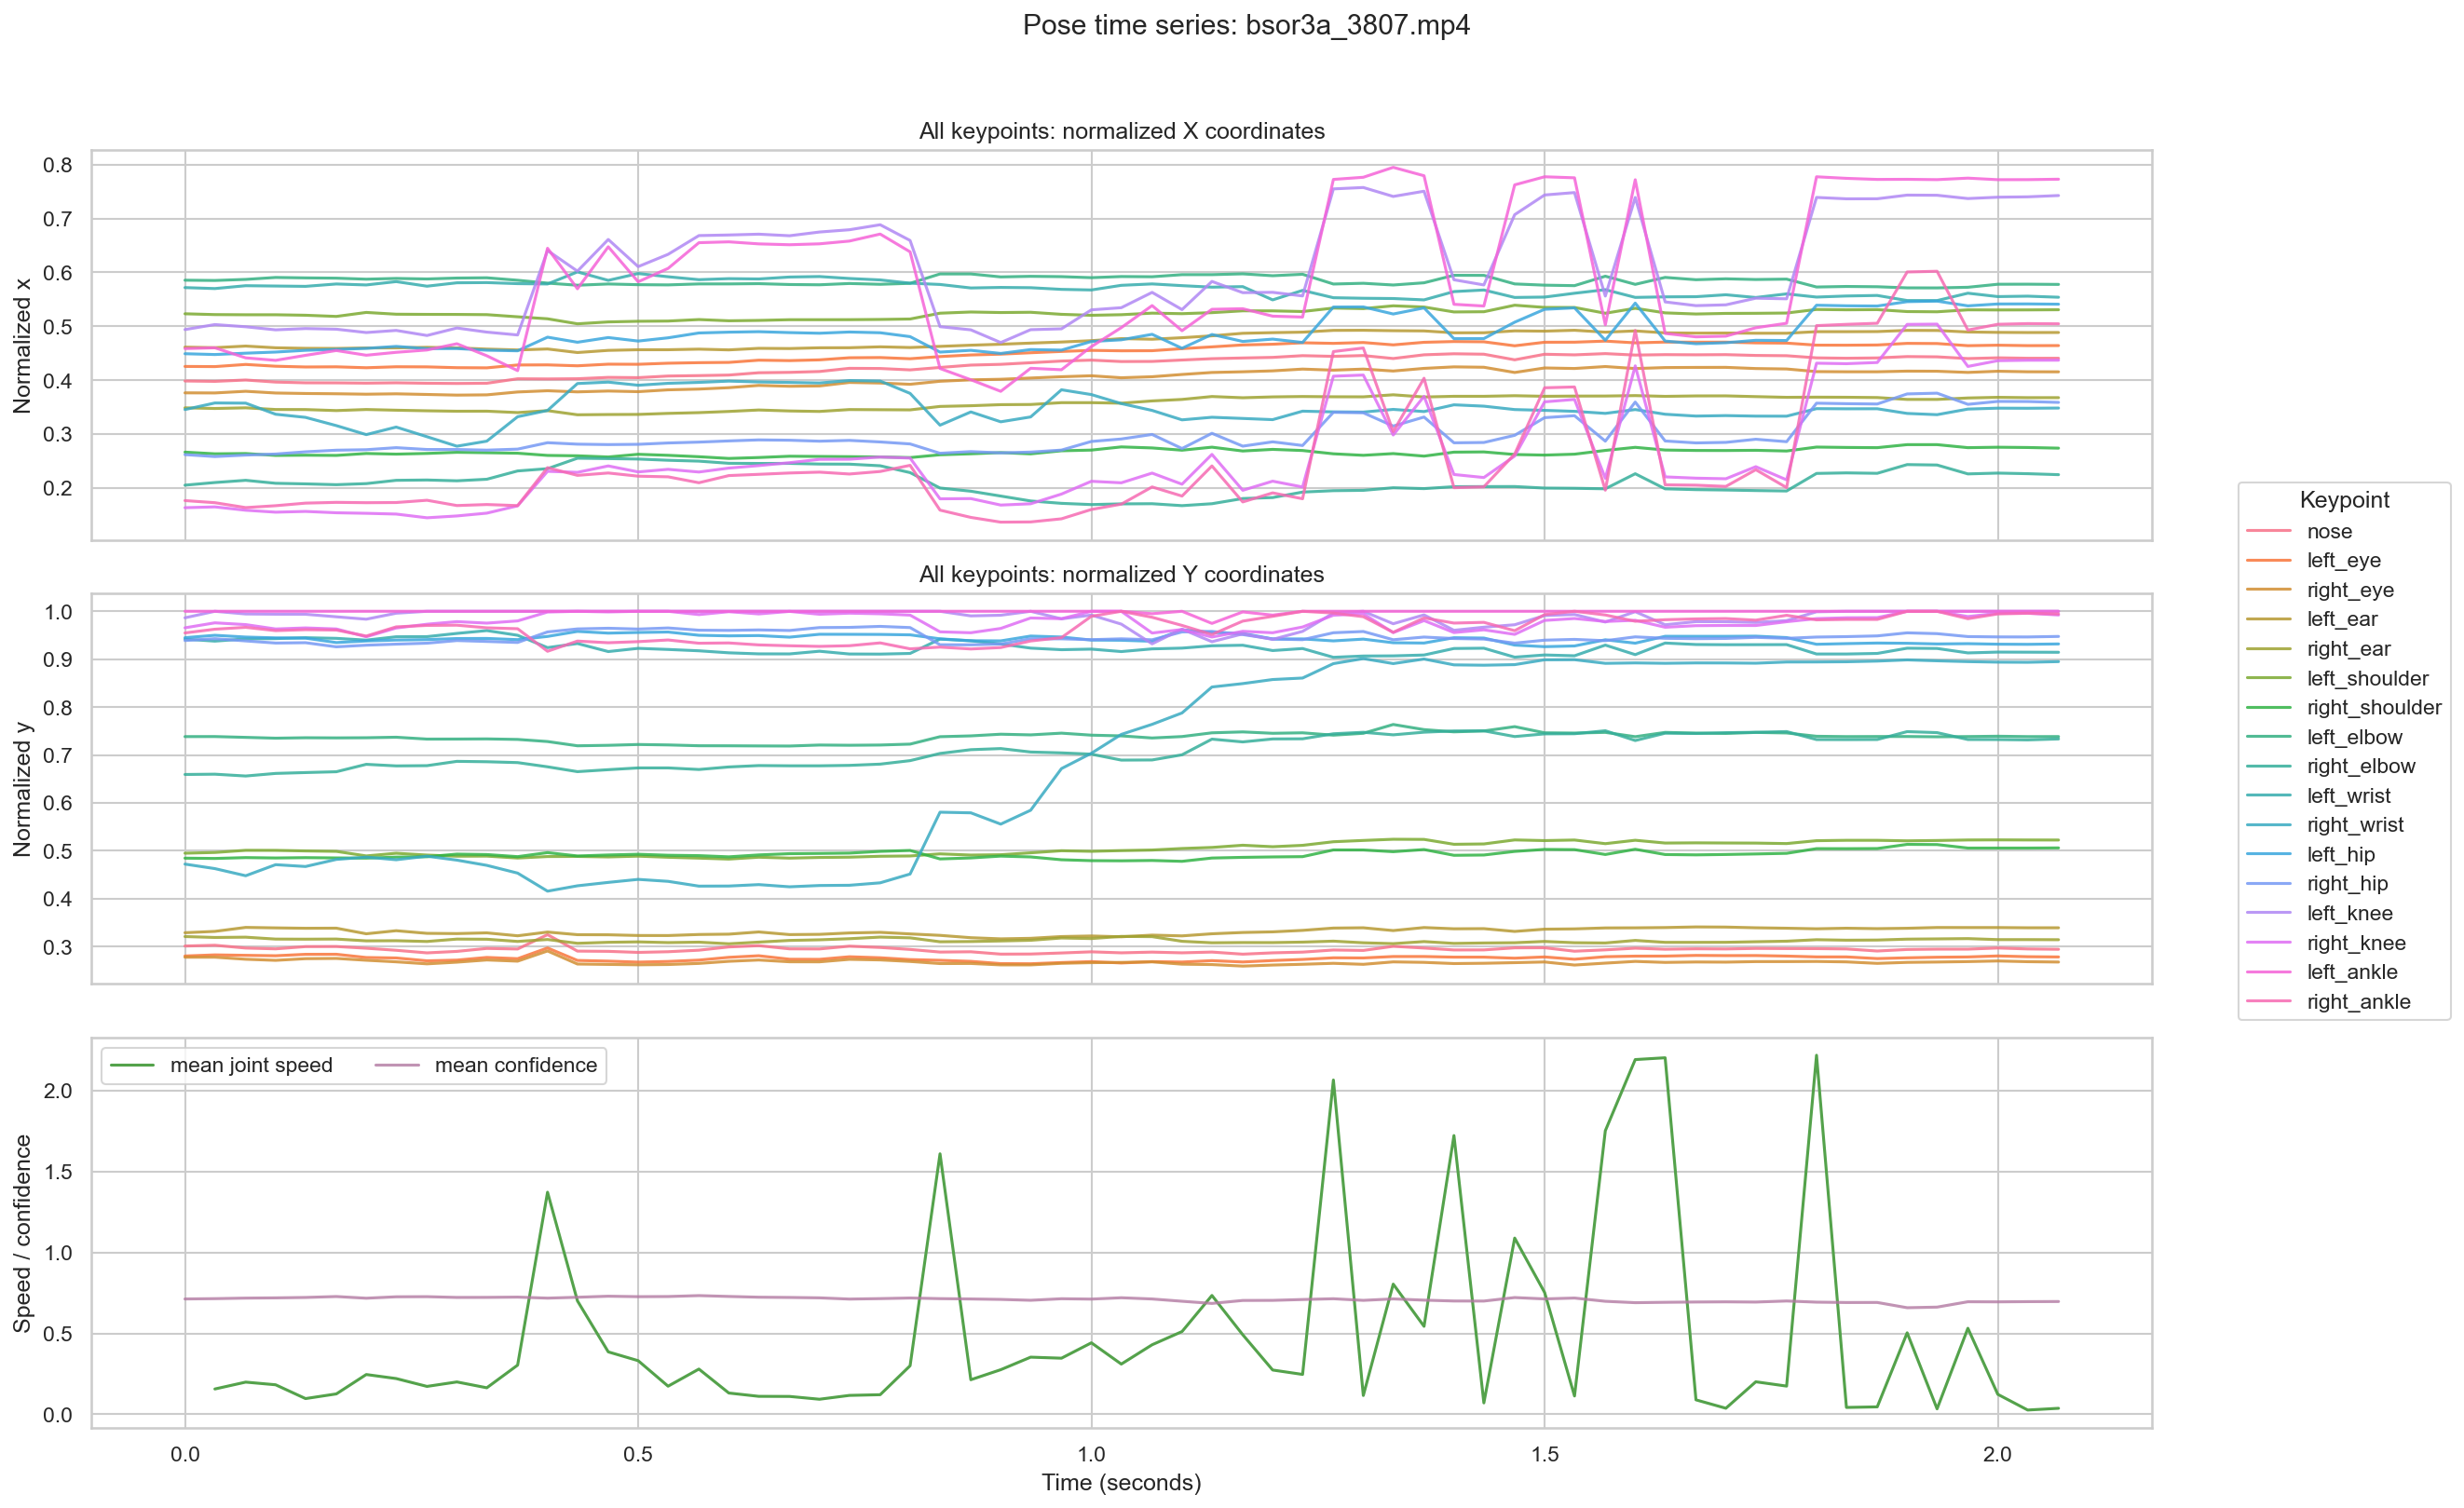 Pose time series: bsor3a_3807.mp4
All keypoints: normalized X coordinates
Normalized x
0.8
0.7
0.6
0.5
0.4
0.3
0.2
All keypoints: normalized Y coordinates
Normalized y
1.0
0.9
0.8
0.7
0.6
0.5
0.4
0.3
Keypoint
nose
left_eye
right_eye
left_ear
right_ear
left_shoulder
right_shoulder
left_elbow
right_elbow
left_wrist
right_wrist
left_hip
right_hip
left_knee
right_knee
left_ankle
right_ankle
mean joint speed
mean confidence
Speed / confidence
2.0
1.5
1.0
0.5
0.0
0.0 0.5 1.0 1.5 2.0
Time (seconds)